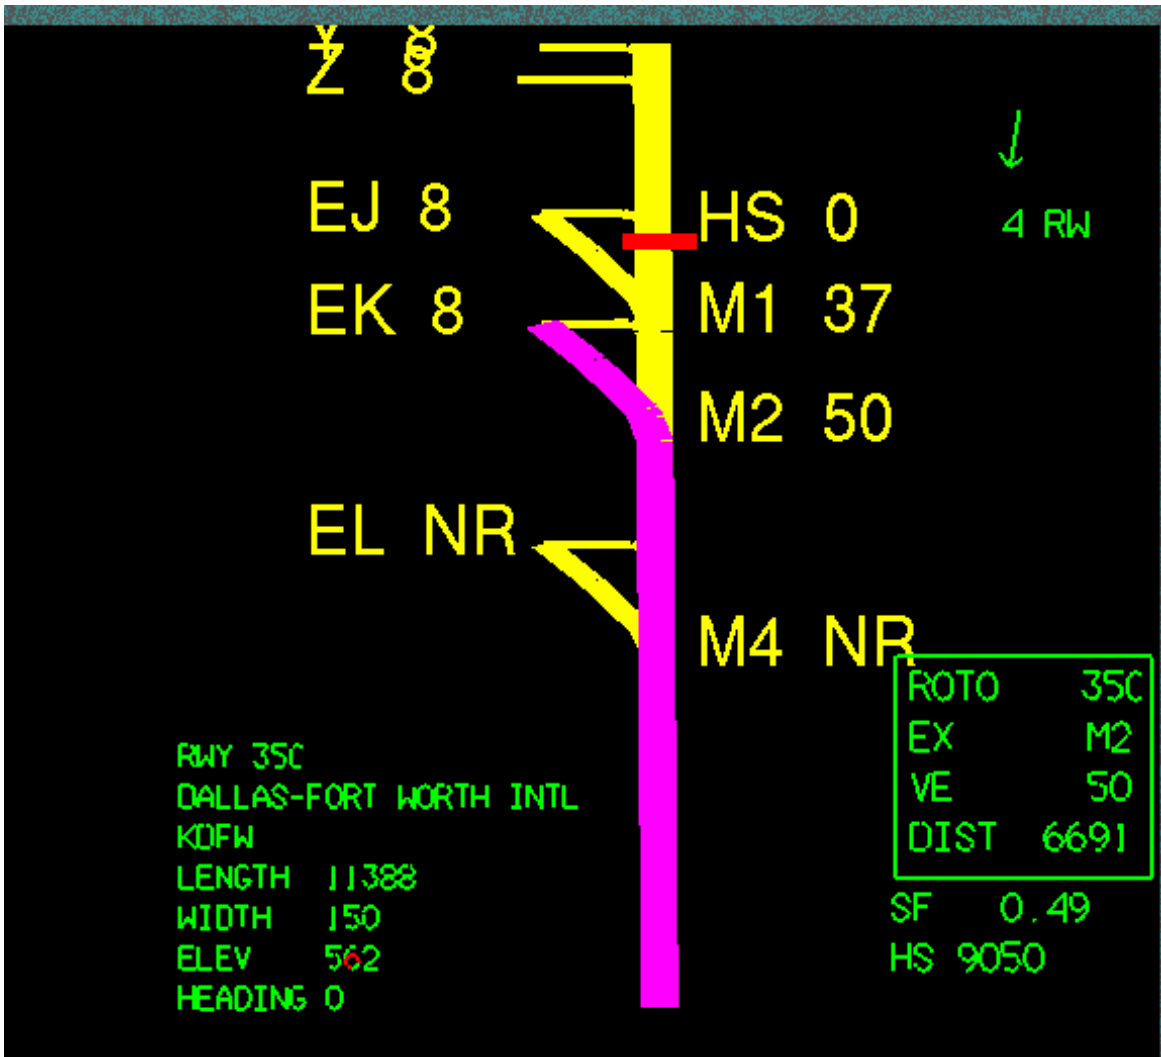 Y 8
Z 8
EJ 8
HS 0
4 RW
EK 8
M1 37
M2 50
EL NR
M4 NR
ROTO 35C
EX M2
VE 50
DIST 6691
SF 0.49
HS 9050
RWY 35C
DALLAS-FORT WORTH INTL
KDFW
LENGTH 11388
WIDTH 150
ELEV 562
HEADING 0